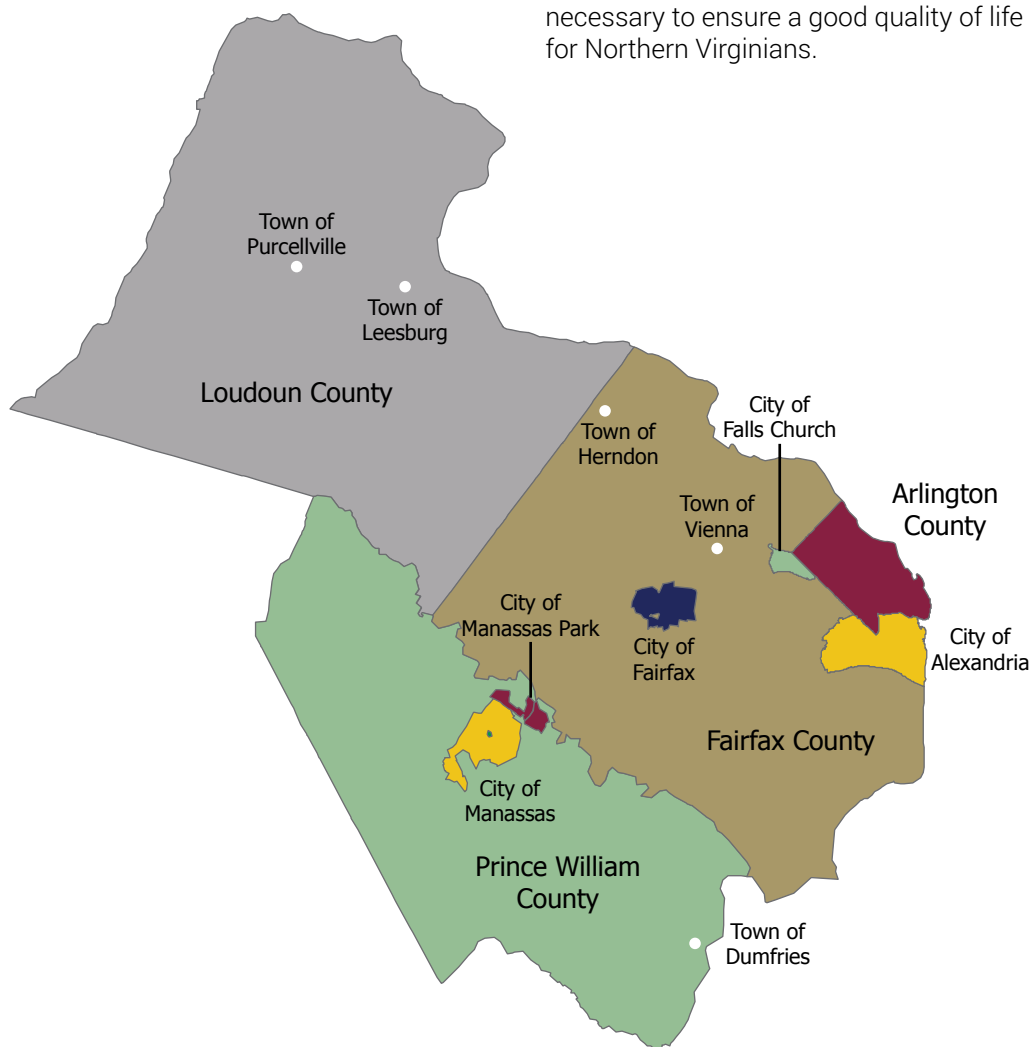 necessary to ensure a good quality of life
for Northern Virginians.
Town of
Purcellville
Town of
Leesburg
Loudoun County
Town of
Herndon
City of
Falls Church
Town of
Vienna
Arlington
County
City of
Manassas Park
City of
Fairfax
City of
Alexandria
Fairfax County
City of
Manassas
Prince William
County
Town of
Dumfries